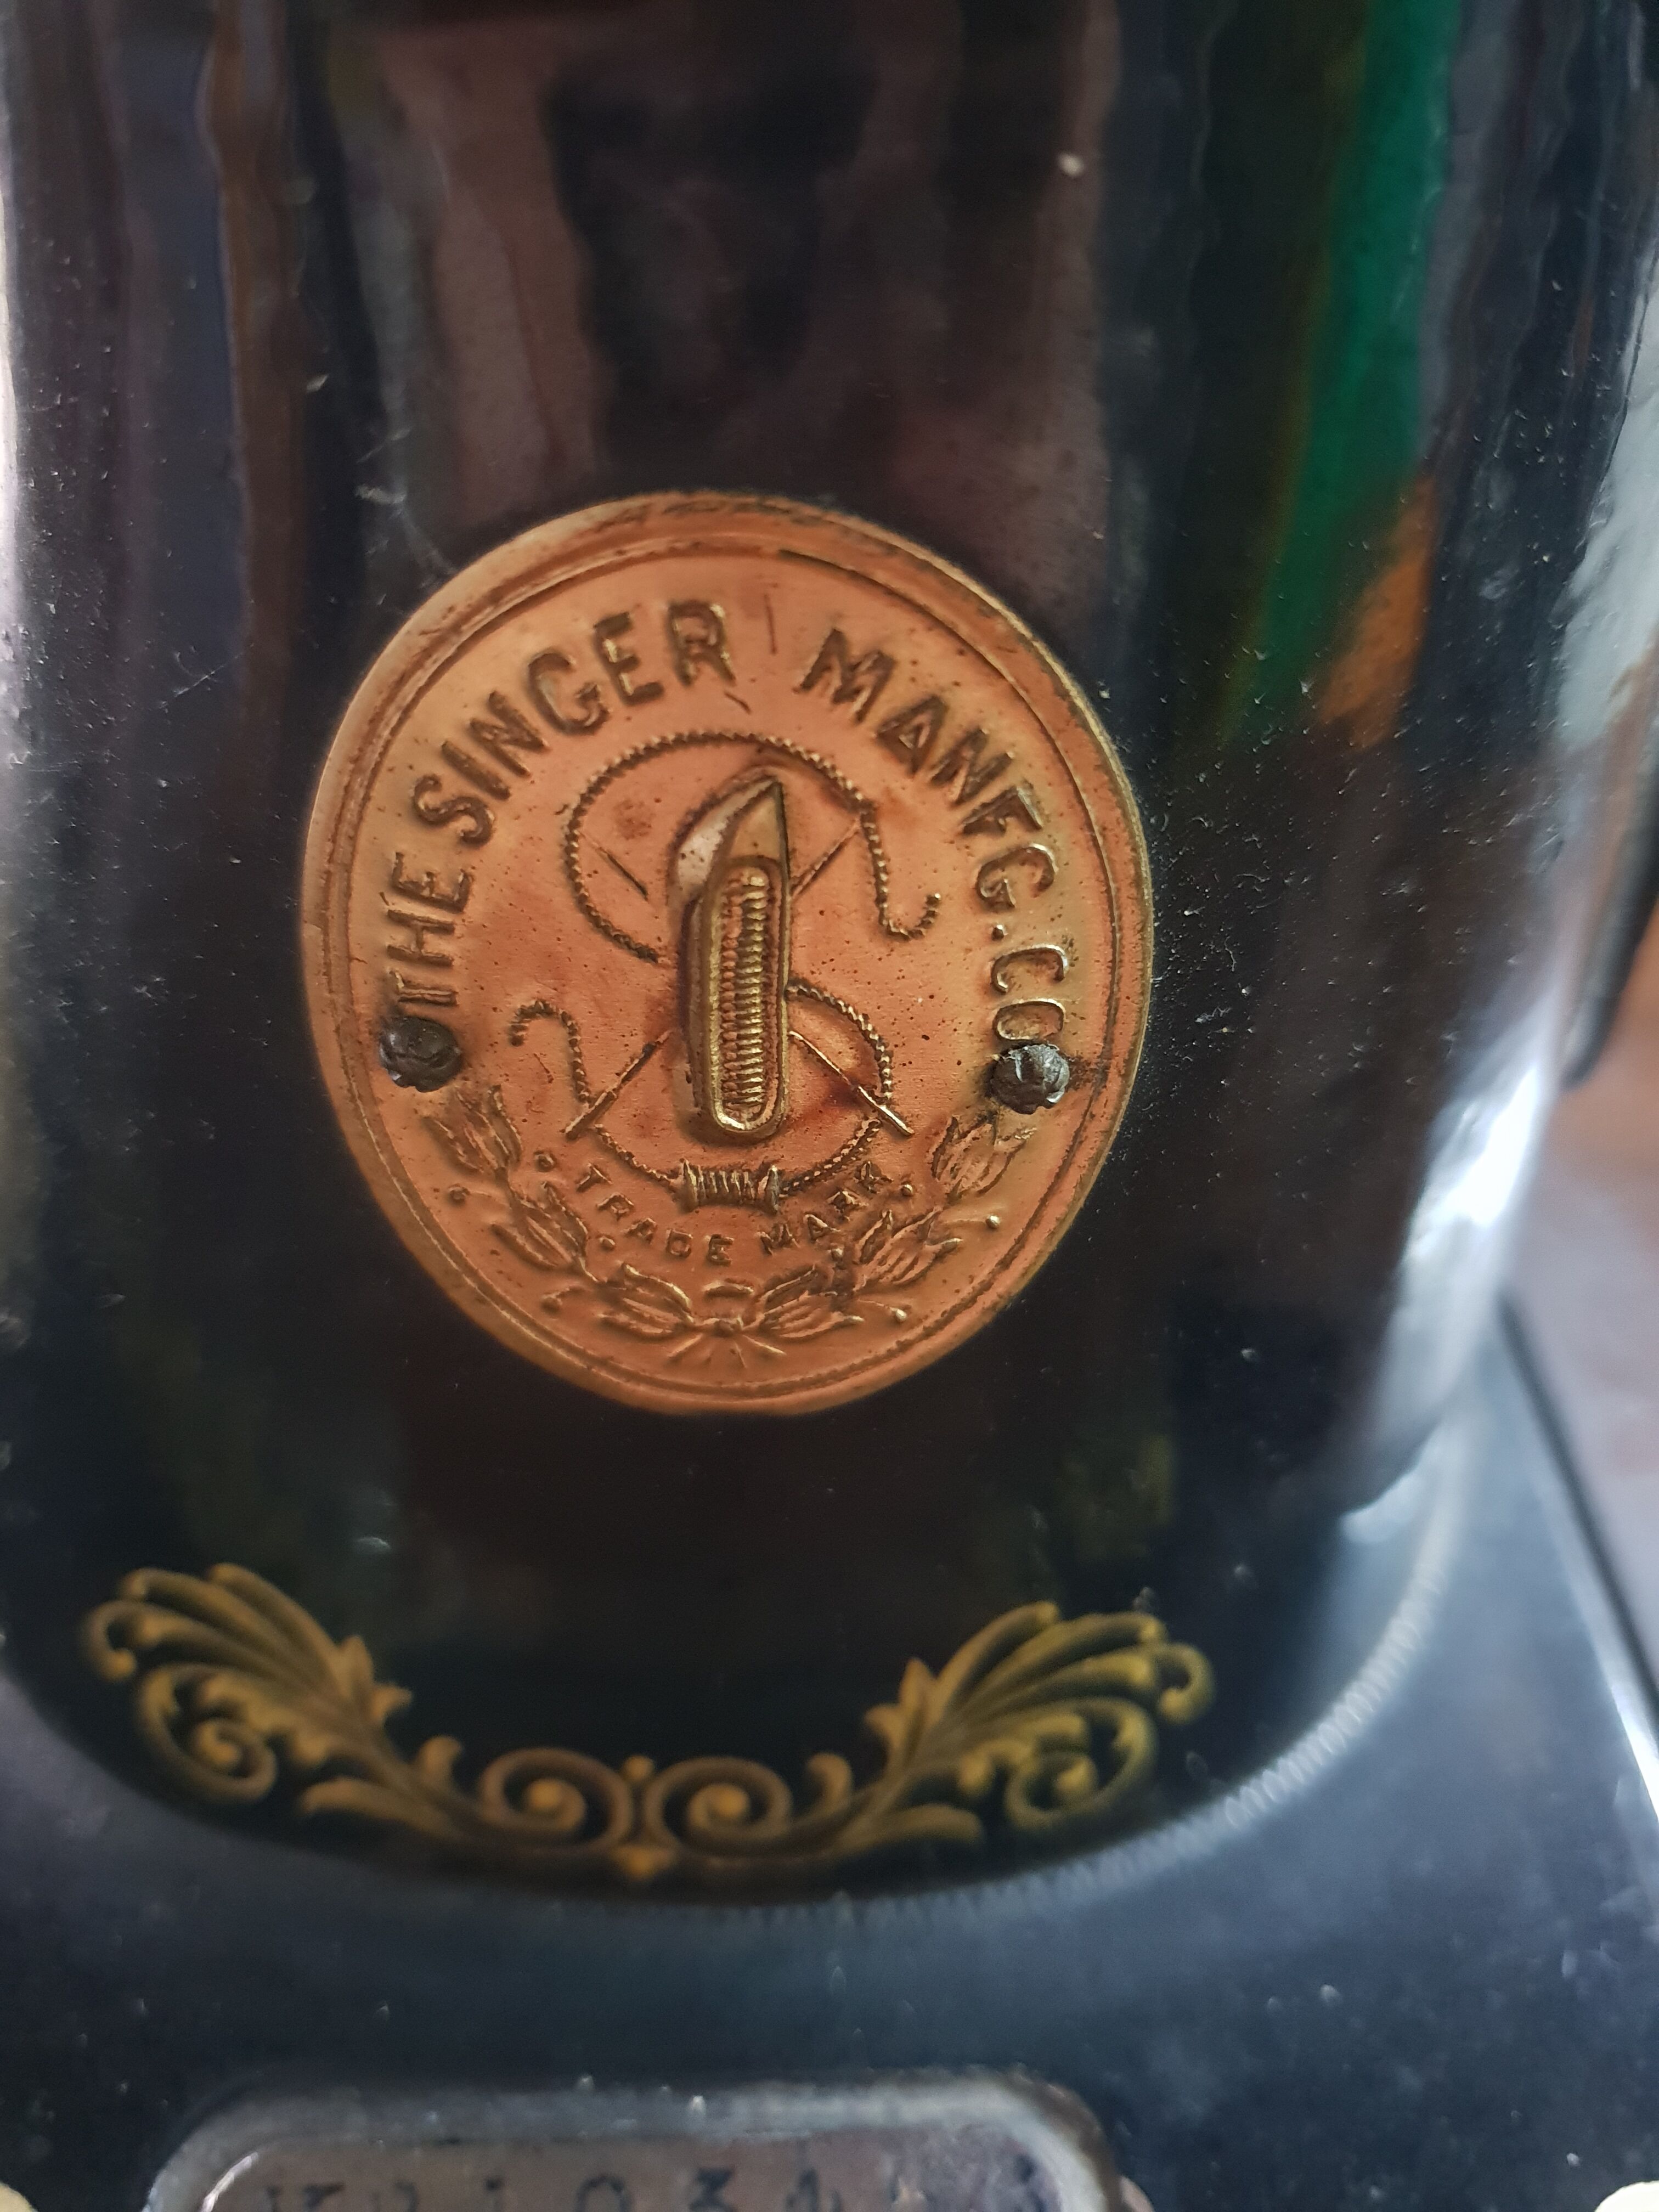 THE SINGER MANFG. CO
TRADE MARK